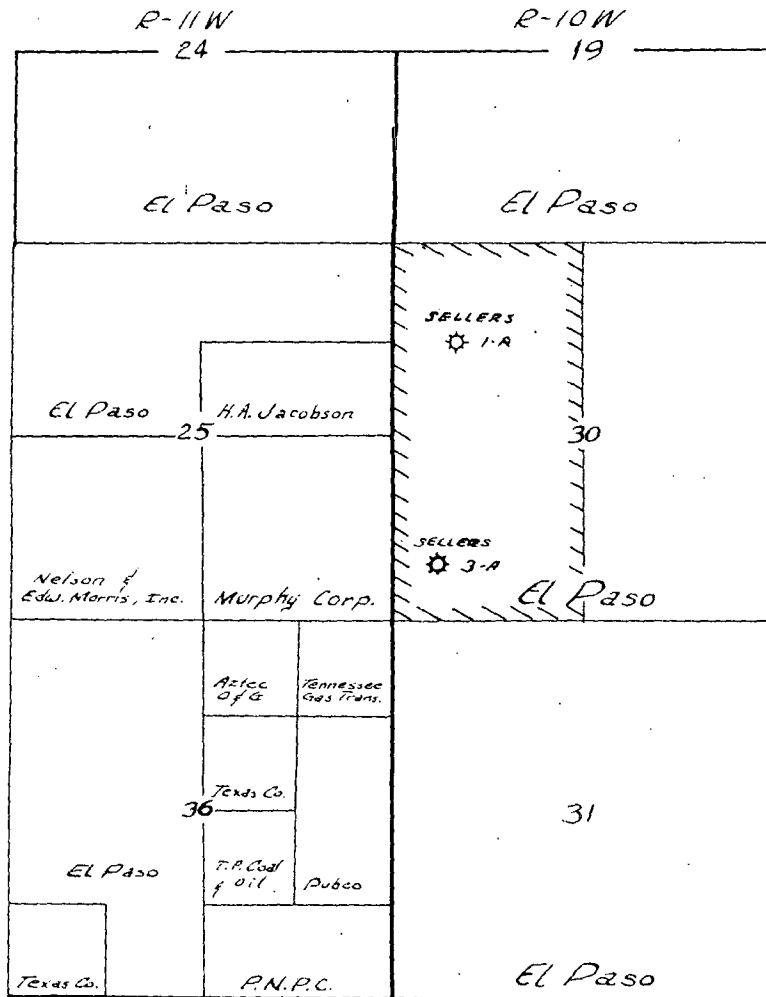 R-11W R-10W
24 19
El Paso El Paso
SELLERS
1-A
El Paso H.A. Jacobson
25 30
SELLERS
3-A
Nelson &
Edw. Morris, Inc. Murphy Corp. El Paso
Aztec Tennessee
O & G Gas Trans.
Texas Co.
36 31
T.P. Coal
& Oil
El Paso Pubco
Texas Co. P.N.P.C. El Paso